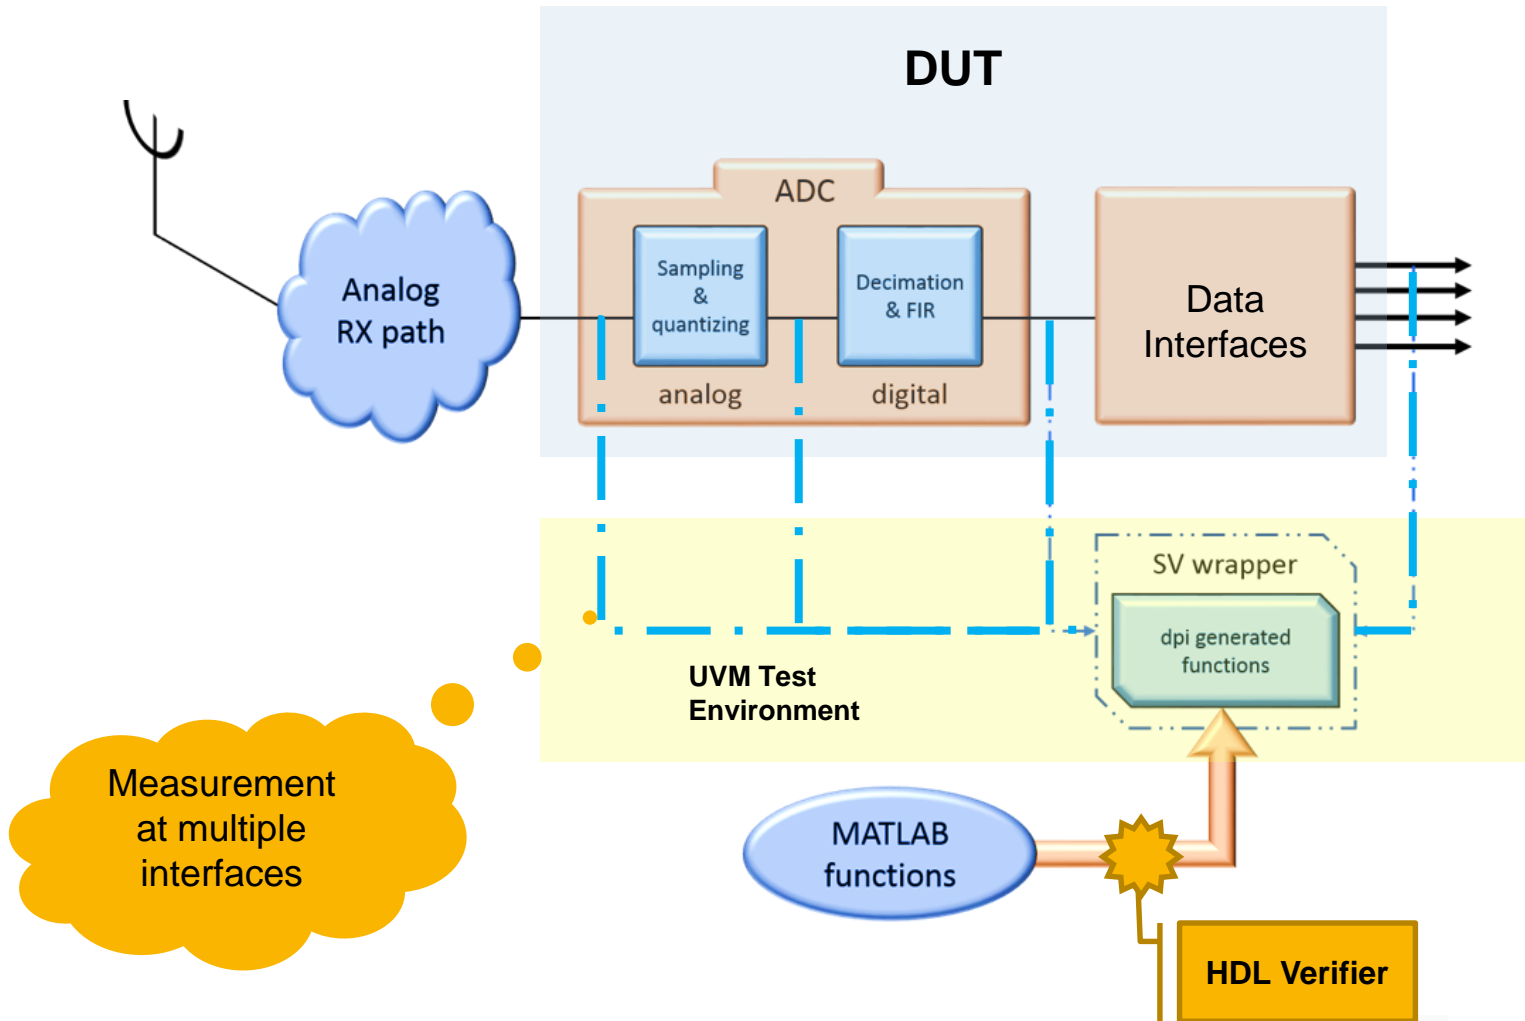 DUT
ADC
Analog
RX path
Sampling
&
quantizing
Decimation
& FIR
analog
digital
Data
Interfaces
SV wrapper
dpi generated
functions
UVM Test
Environment
Measurement
at multiple
interfaces
MATLAB
functions
HDL Verifier